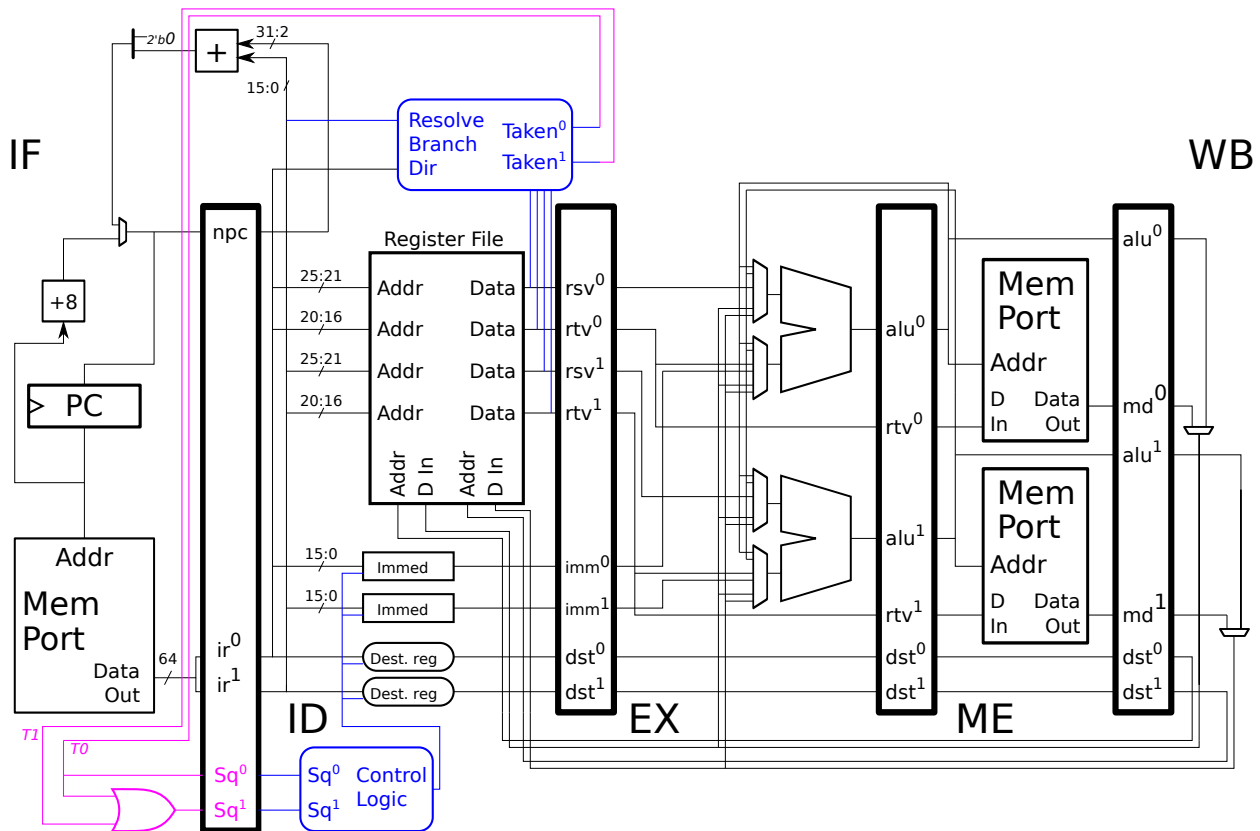 IF
2'b0
+
31:2
15:0
Resolve
Branch
Dir
Taken0
Taken1
WB
npc
+8
PC
Addr
Mem
Port
Data
Out
64
ir0
ir1
ID
T1
T0
Sq0
Sq1
Sq0
Sq1
Control
Logic
Register File
25:21
Addr
Data
20:16
Addr
Data
25:21
Addr
Data
20:16
Addr
Data
Addr
D In
Addr
D In
15:0
Immed
15:0
Immed
Dest. reg
Dest. reg
rsv0
rtv0
rsv1
rtv1
imm0
imm1
dst0
dst1
EX
alu0
rtv0
alu1
rtv1
dst0
dst1
ME
Mem
Port
Addr
D
In
Data
Out
Mem
Port
Addr
D
In
Data
Out
alu0
md0
alu1
md1
dst0
dst1